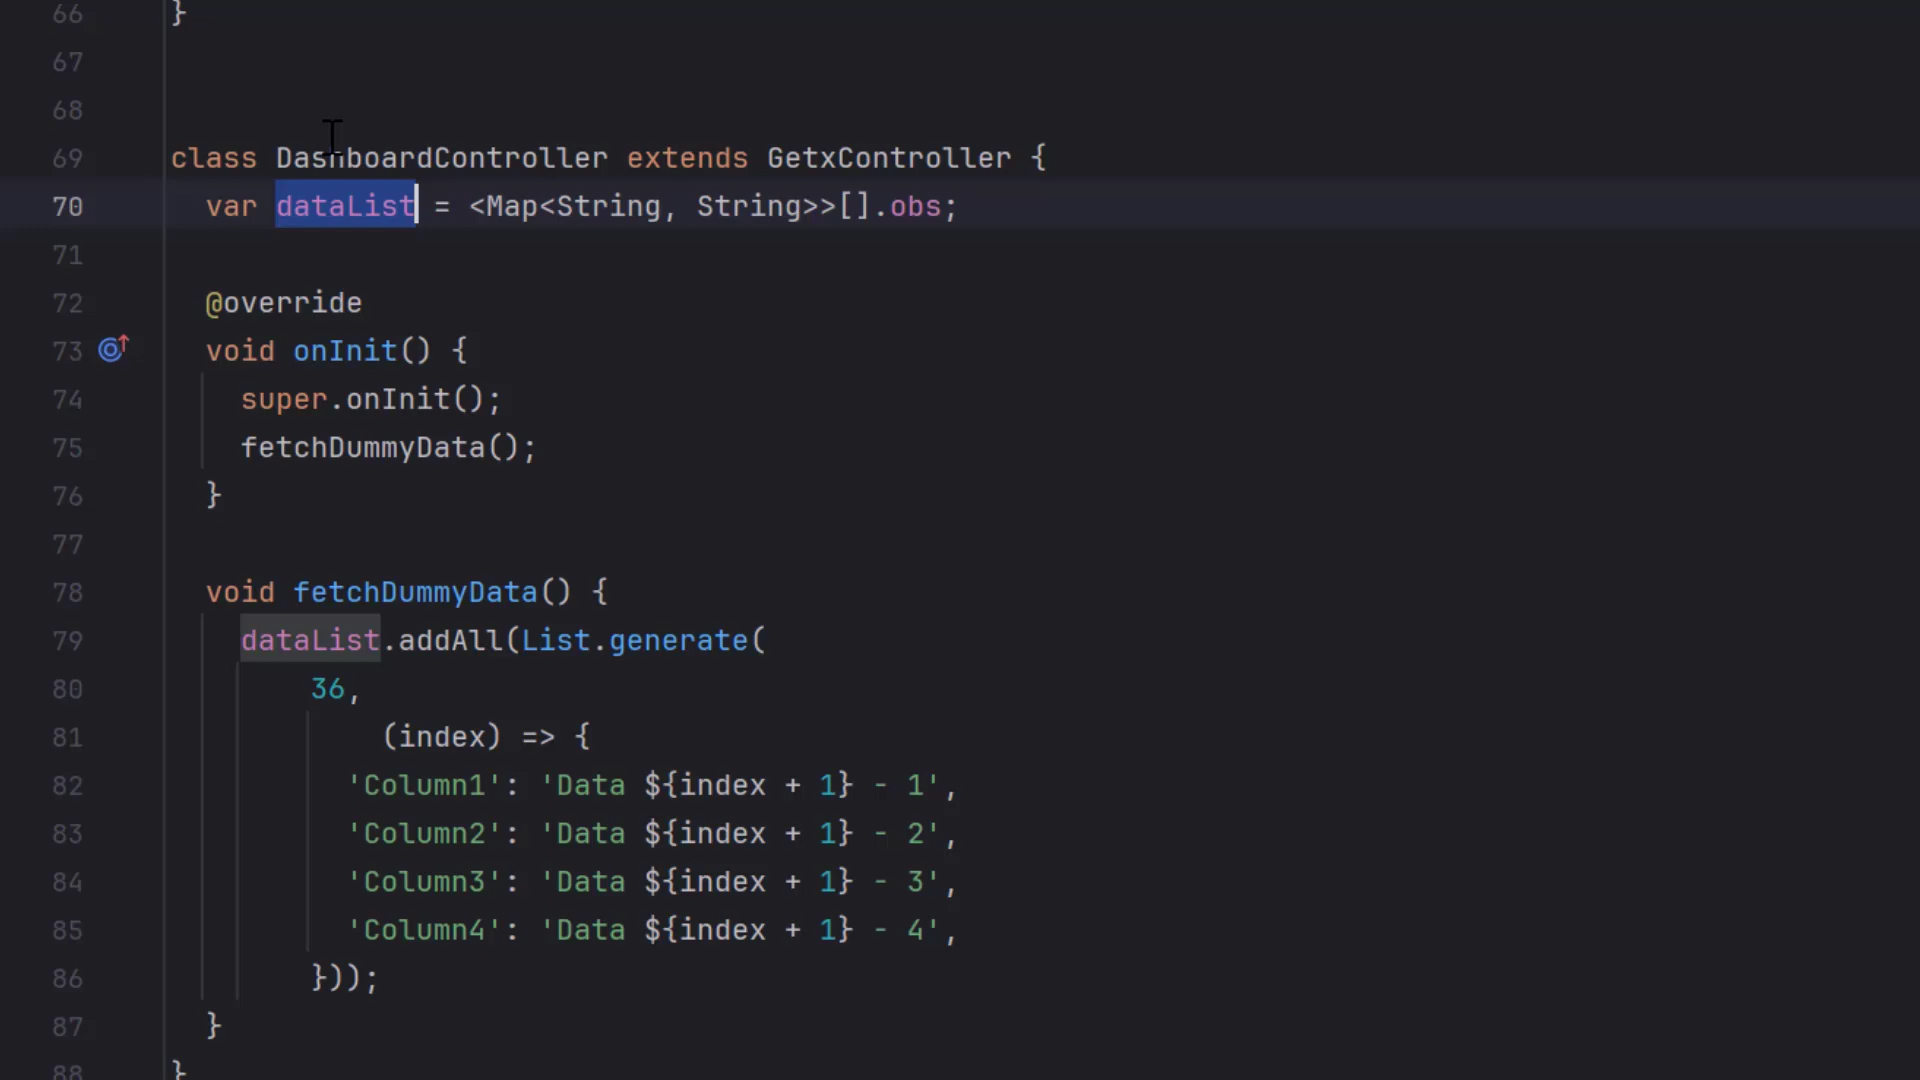 66 }
67
68
69 class DashboardController extends GetxController {
70   var dataList = <Map<String, String>>[].obs;
71
72   @override
73   void onInit() {
74     super.onInit();
75     fetchDummyData();
76   }
77
78   void fetchDummyData() {
79     dataList.addAll(List.generate(
80         36,
81             (index) => {
82           'Column1': 'Data ${index + 1} - 1',
83           'Column2': 'Data ${index + 1} - 2',
84           'Column3': 'Data ${index + 1} - 3',
85           'Column4': 'Data ${index + 1} - 4',
86         }));
87   }
88 }